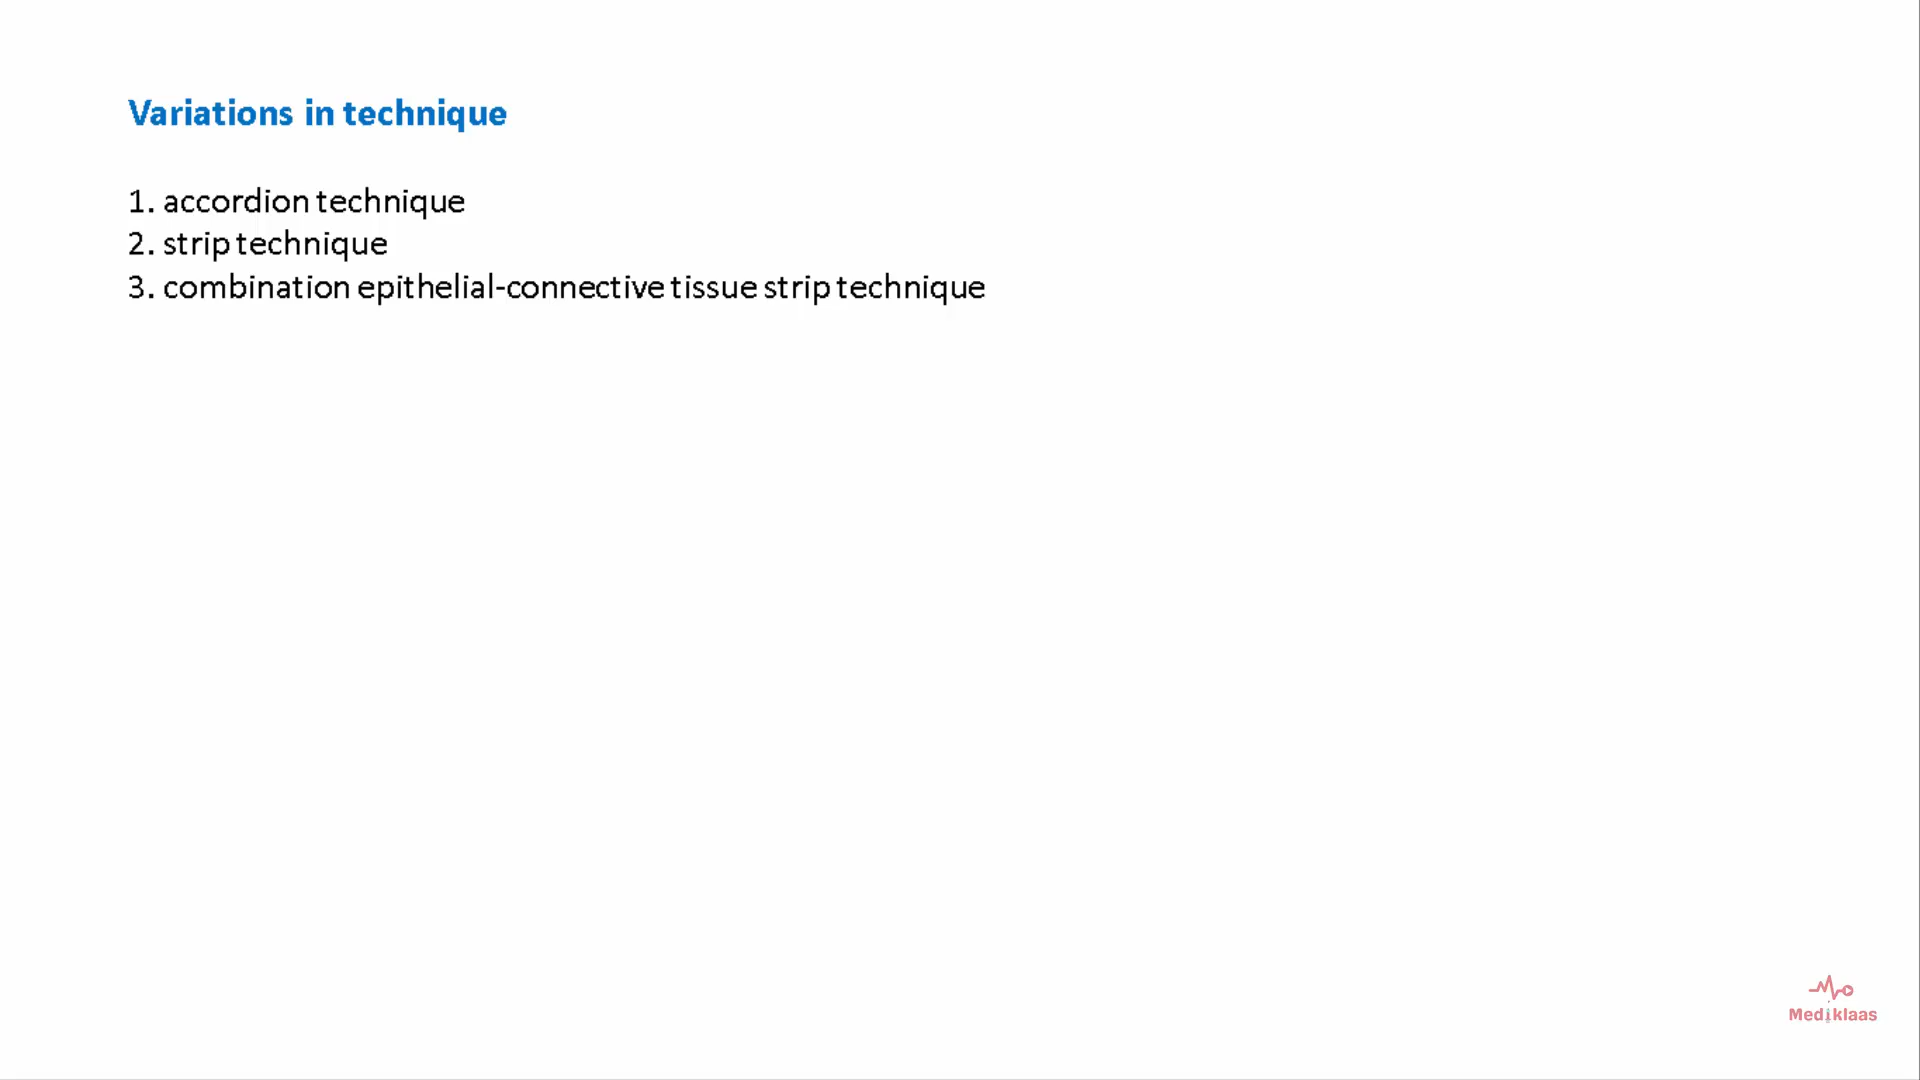 Variations in technique
1. accordion technique
2. strip technique
3. combination epithelial-connective tissue strip technique
Mediklaas